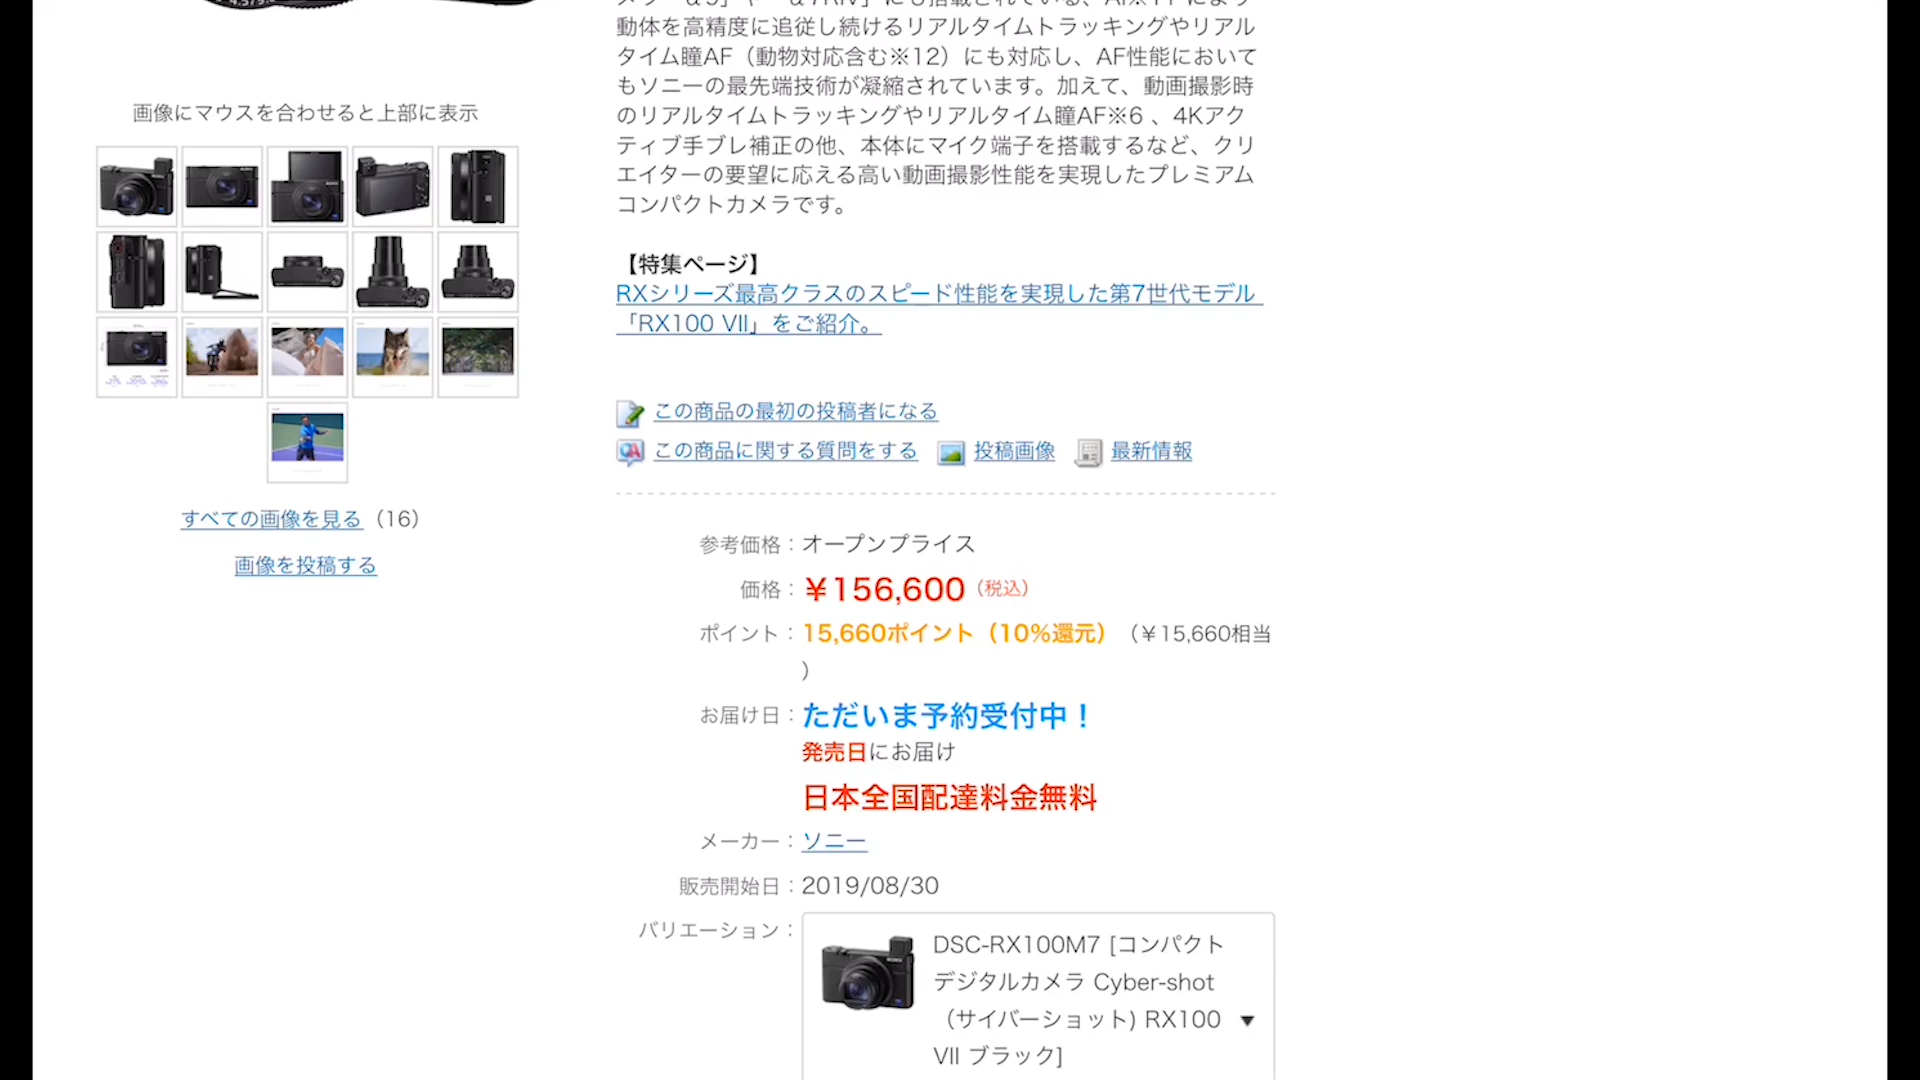 動体を高精度に追従し続けるリアルタイムトラッキングやリアル
タイム瞳AF（動物対応含む※12）にも対応し、AF性能において
もソニーの最先端技術が凝縮されています。加えて、動画撮影時
のリアルタイムトラッキングやリアルタイム瞳AF※6 、4Kアク
ティブ手ブレ補正の他、本体にマイク端子を搭載するなど、クリ
エイターの要望に応える高い動画撮影性能を実現したプレミアム
コンパクトカメラです。
画像にマウスを合わせると上部に表示
すべての画像を見る（16）
画像を投稿する
【特集ページ】
RXシリーズ最高クラスのスピード性能を実現した第7世代モデル
「RX100 VII」をご紹介。
この商品の最初の投稿者になる
この商品に関する質問をする 投稿画像 最新情報
参考価格：オープンプライス
価格：￥156,600（税込）
ポイント：15,660ポイント（10％還元）（￥15,660相当
）
お届け日：ただいま予約受付中！
発売日にお届け
日本全国配達料金無料
メーカー：ソニー
販売開始日：2019/08/30
バリエーション：
DSC-RX100M7 [コンパクト
デジタルカメラ Cyber-shot
（サイバーショット) RX100 ▼
VII ブラック]